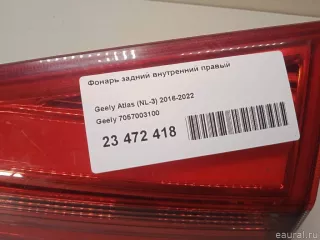 Фонарь задний внутренний правый
Geely Atlas (NL-3) 2016-2022
Geely 7057003100
23 472 418
eaural.ru©